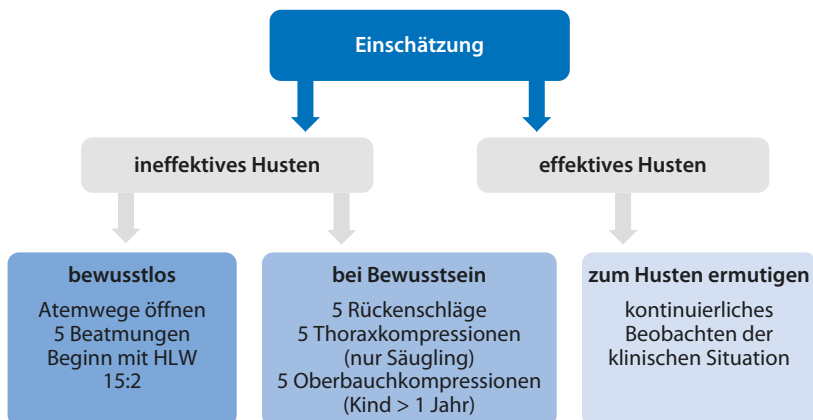 Einschätzung
ineffektives Husten
effektives Husten
bewusstlos
Atemwege öffnen
5 Beatmungen
Beginn mit HLW
15:2
bei Bewusstsein
5 Rückenschläge
5 Thoraxkompressionen
(nur Säugling)
5 Oberbauchkompressionen
(Kind > 1 Jahr)
zum Husten ermutigen
kontinuierliches
Beobachten der
klinischen Situation